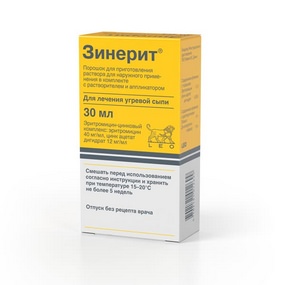 Зинерит®
Порошок для приготовления
раствора для наружного приме-
нения в комплекте
с растворителем и аппликатором
Для лечения угревой сыпи
30 мл
Эритромицин-цинковый
комплекс: эритромицин
40 мг/мл, цинк ацетат
дигидрат 12 мг/мл
LEO
Смешать перед использованием
согласно инструкции и хранить
при температуре 15-20°С
не более 5 недель
Отпуск без рецепта врача